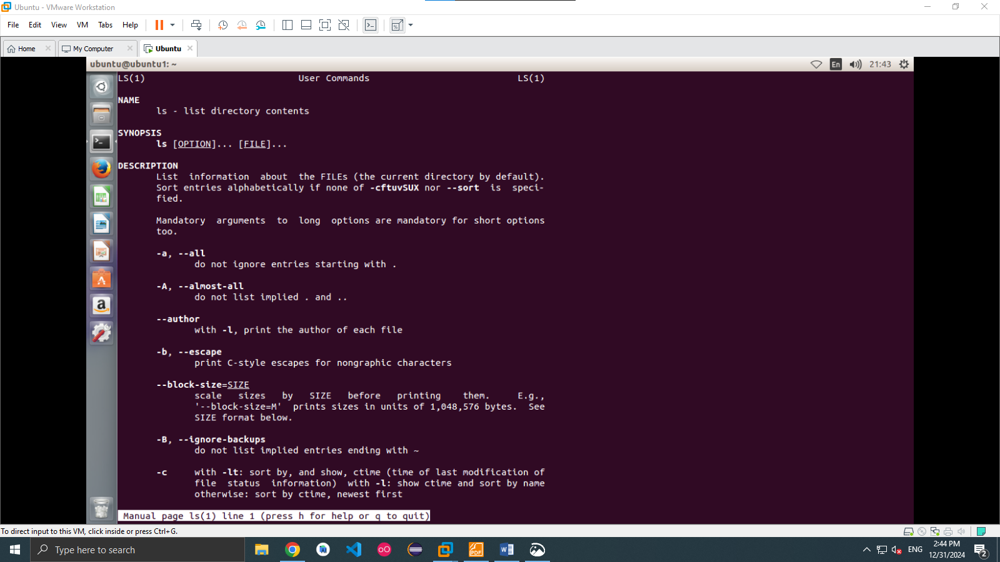 Ubuntu - VMware Workstation
File Edit View VM Tabs Help
Home My Computer Ubuntu
ubuntu@ubuntu1: ~ En 21:43
LS(1) User Commands LS(1)
NAME
ls - list directory contents
SYNOPSIS
ls [OPTION]... [FILE]...
DESCRIPTION
List information about the FILEs (the current directory by default).
Sort entries alphabetically if none of -cftuvSUX nor --sort is speci-
fied.
Mandatory arguments to long options are mandatory for short options
too.
-a, --all
do not ignore entries starting with .
-A, --almost-all
do not list implied . and ..
--author
with -l, print the author of each file
-b, --escape
print C-style escapes for nongraphic characters
--block-size=SIZE
scale sizes by SIZE before printing them. E.g.,
'--block-size=M' prints sizes in units of 1,048,576 bytes. See
SIZE format below.
-B, --ignore-backups
do not list implied entries ending with ~
-c with -lt: sort by, and show, ctime (time of last modification of
file status information) with -l: show ctime and sort by name
otherwise: sort by ctime, newest first
Manual page ls(1) line 1 (press h for help or q to quit)
To direct input to this VM, click inside or press Ctrl+G.
Type here to search
ENG
2:44 PM
12/31/2024
2